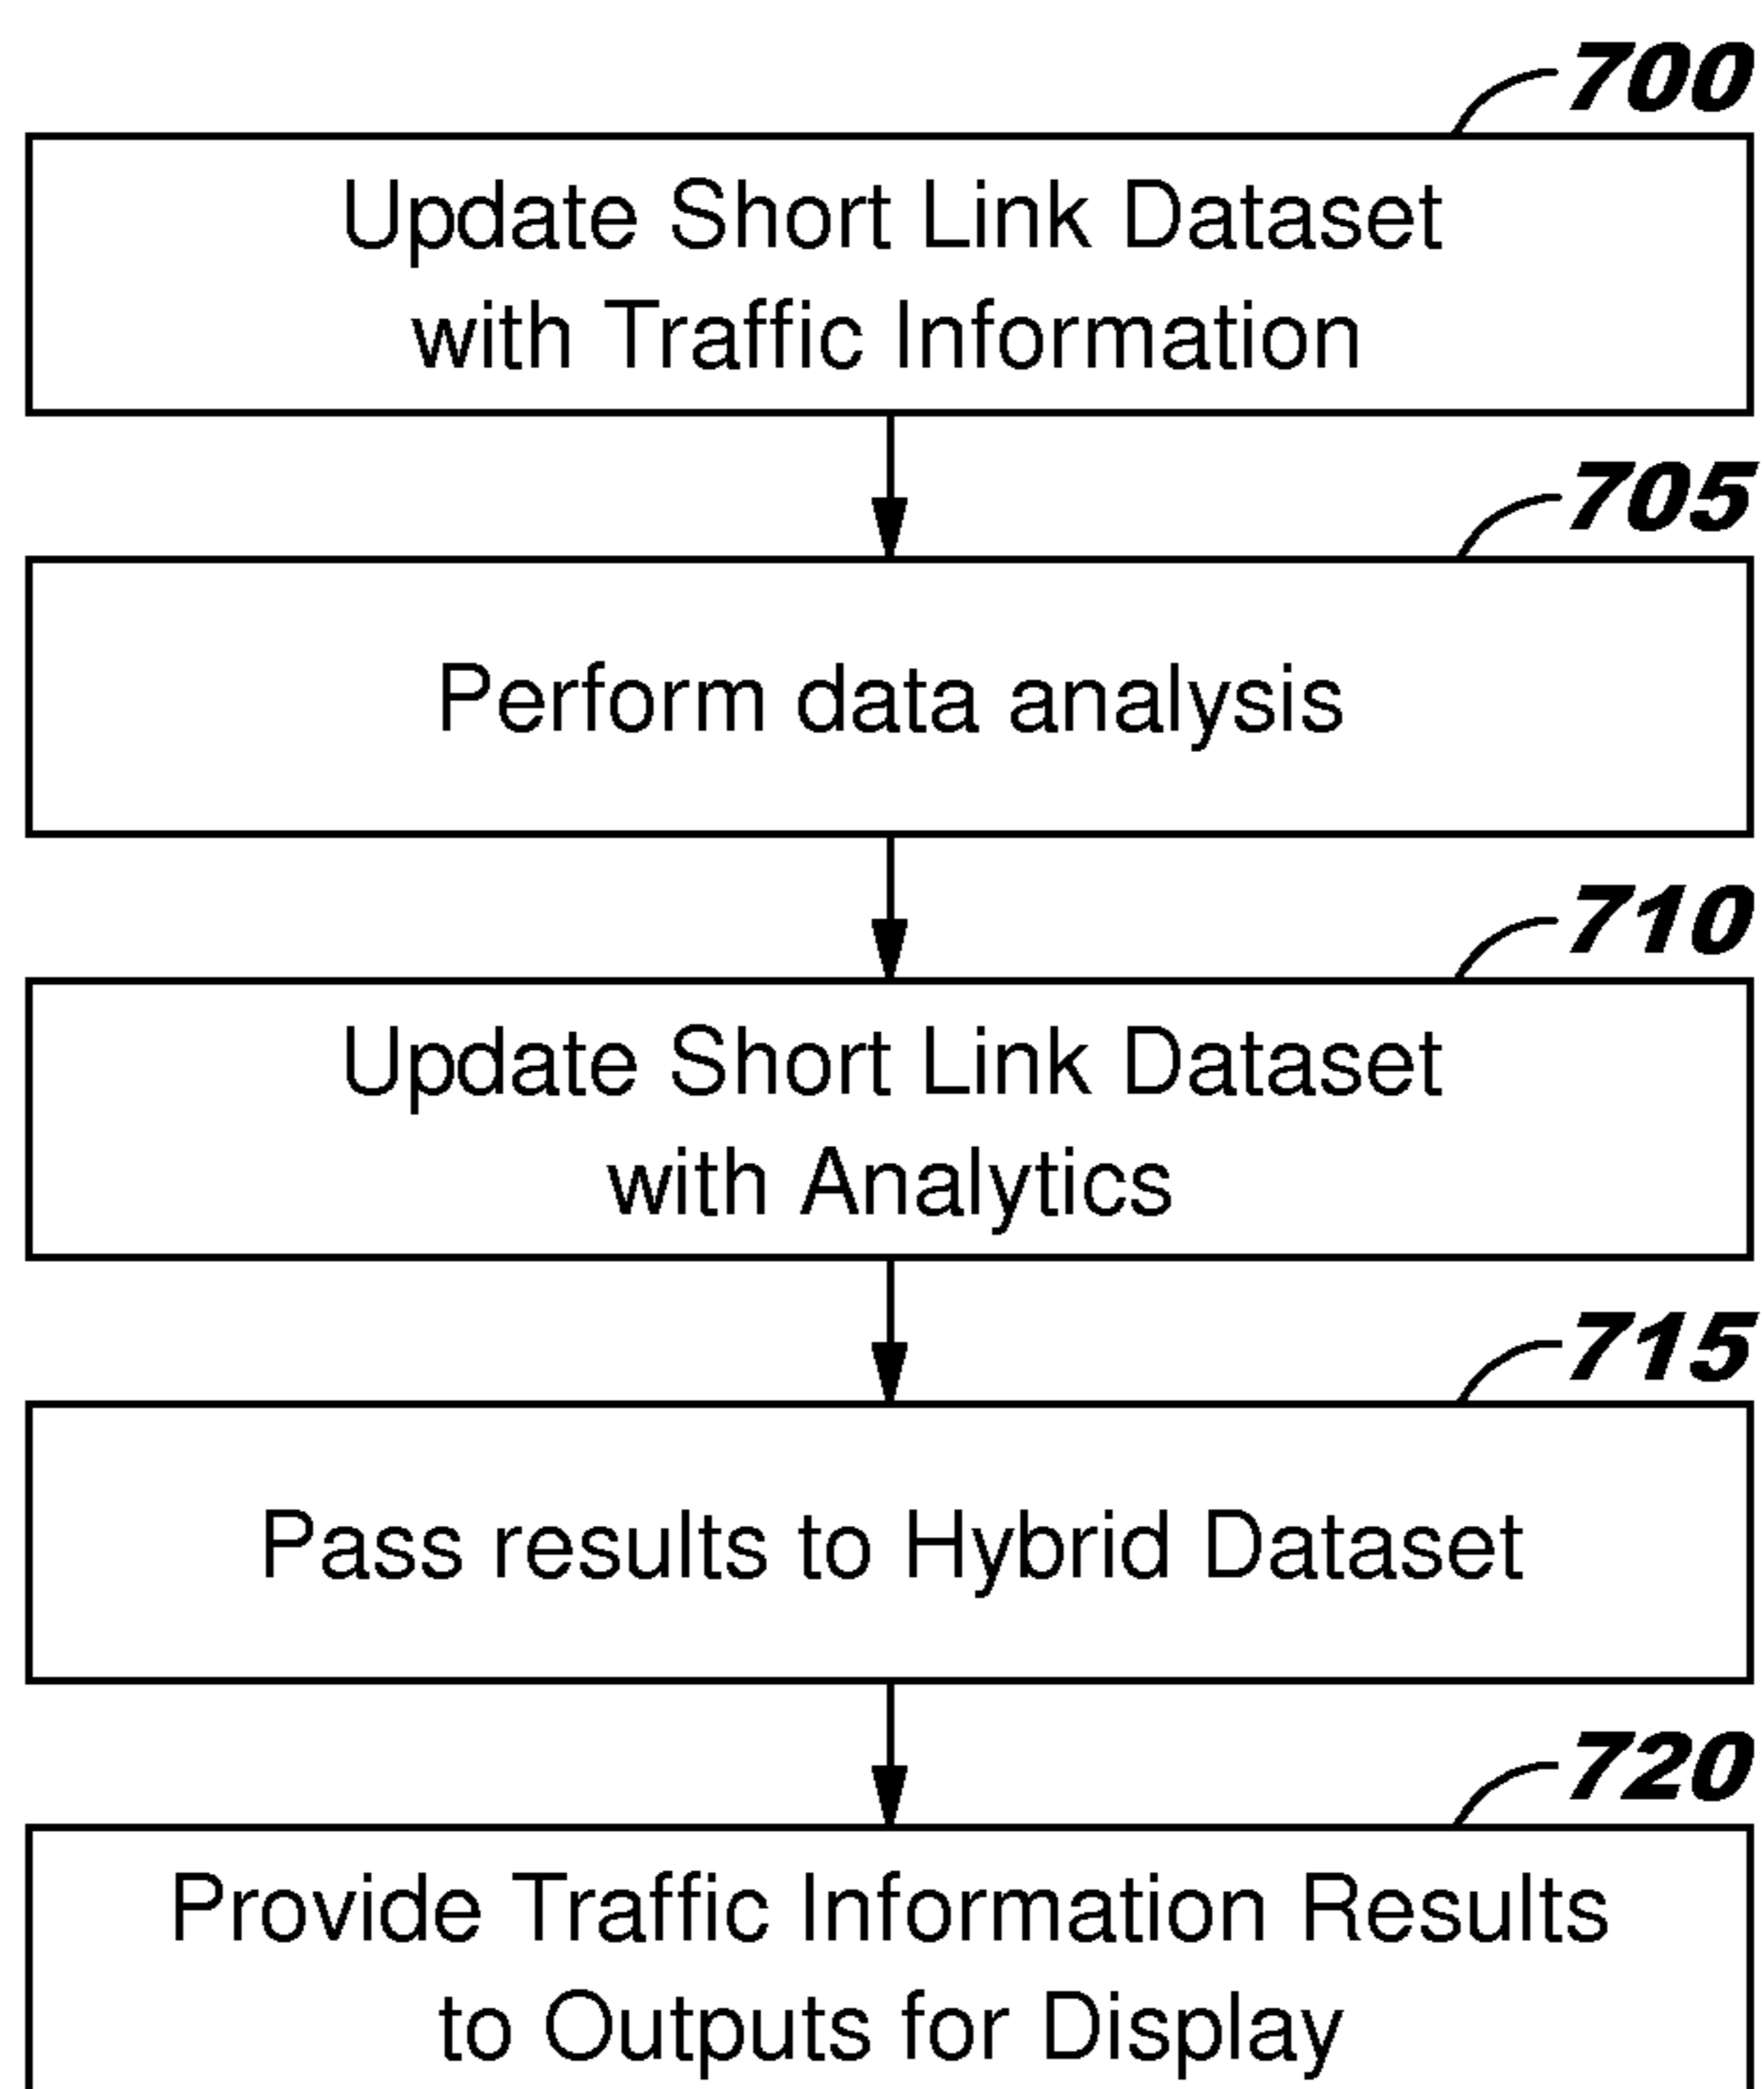 700
Update Short Link Dataset
with Traffic Information
705
Perform data analysis
710
Update Short Link Dataset
with Analytics
715
Pass results to Hybrid Dataset
720
Provide Traffic Information Results
to Outputs for Display